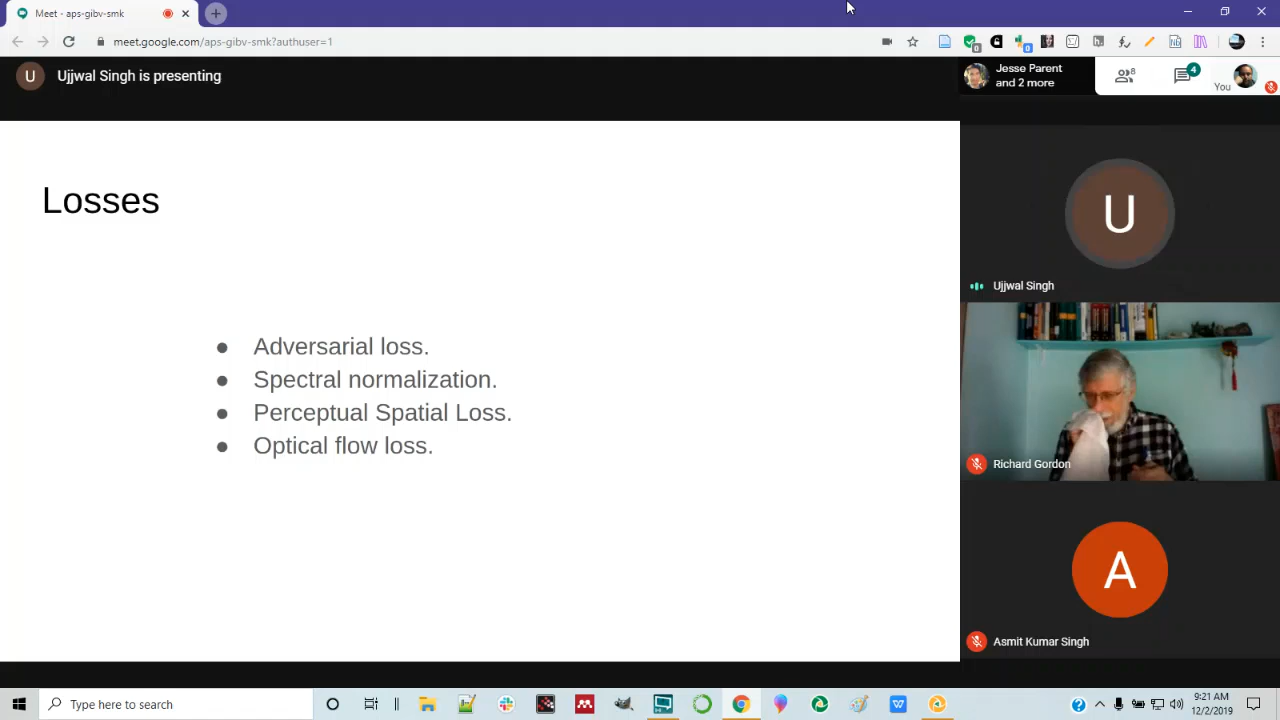 Meet - aps-gibv-smk
meet.google.com/aps-gibv-smk?authuser=1
0
0
U
Ujjwal Singh is presenting
Jesse Parent
and 2 more
8
4
You
Losses
● Adversarial loss.
● Spectral normalization.
● Perceptual Spatial Loss.
● Optical flow loss.
U
Ujjwal Singh
Richard Gordon
A
Asmit Kumar Singh
Type here to search
9:21 AM
12/2/2019